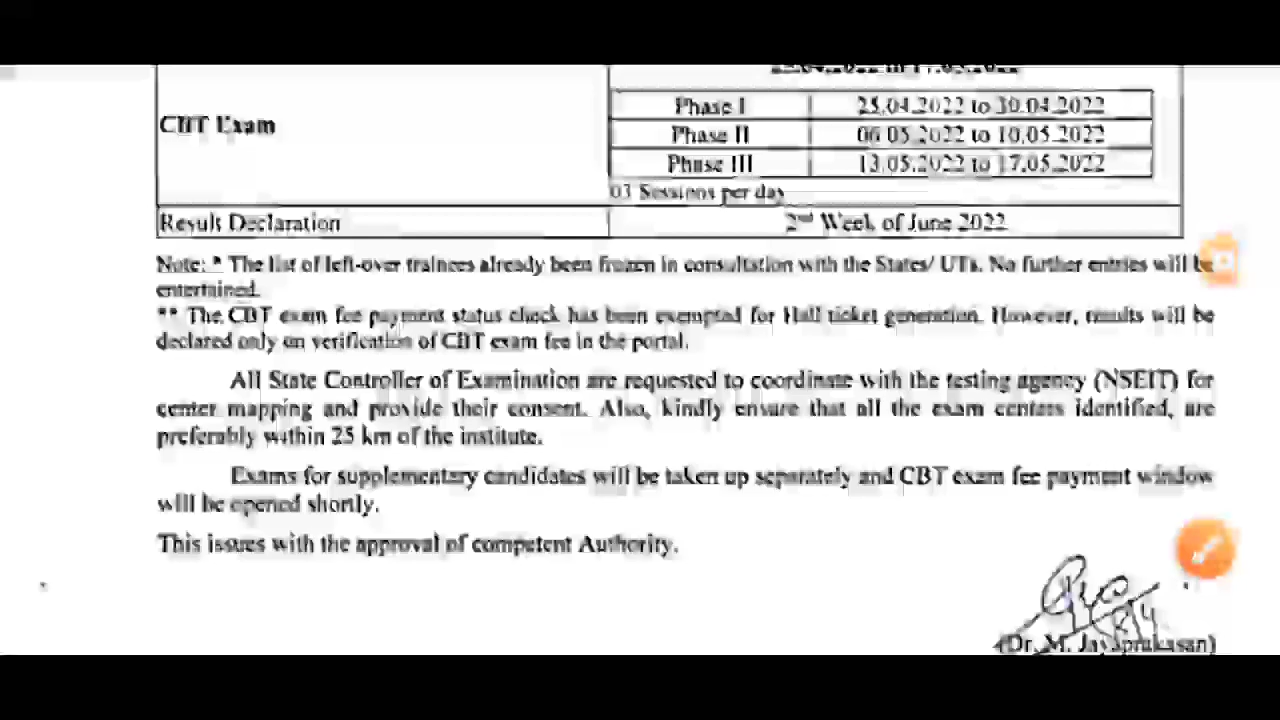 CBT Exam
Phase I 25.04.2022 to 30.04.2022
Phase II 06.05.2022 to 10.05.2022
Phase III 13.05.2022 to 17.05.2022
03 Sessions per day
Result Declaration 2nd Week of June 2022
Note: * The list of left-over trainees already been frozen in consultation with the States/ UTs. No further entries will be
entertained.
** The CBT exam fee payment status check has been exempted for Hall ticket generation. However, results will be
declared only on verification of CBT exam fee in the portal.
All State Controller of Examination are requested to coordinate with the testing agency (NSEIT) for
center mapping and provide their consent. Also, kindly ensure that all the exam centers identified, are
preferably within 25 km of the institute.
Exams for supplementary candidates will be taken up separately and CBT exam fee payment window
will be opened shortly.
This issues with the approval of competent Authority.
(Dr. M. Jayaprakasan)